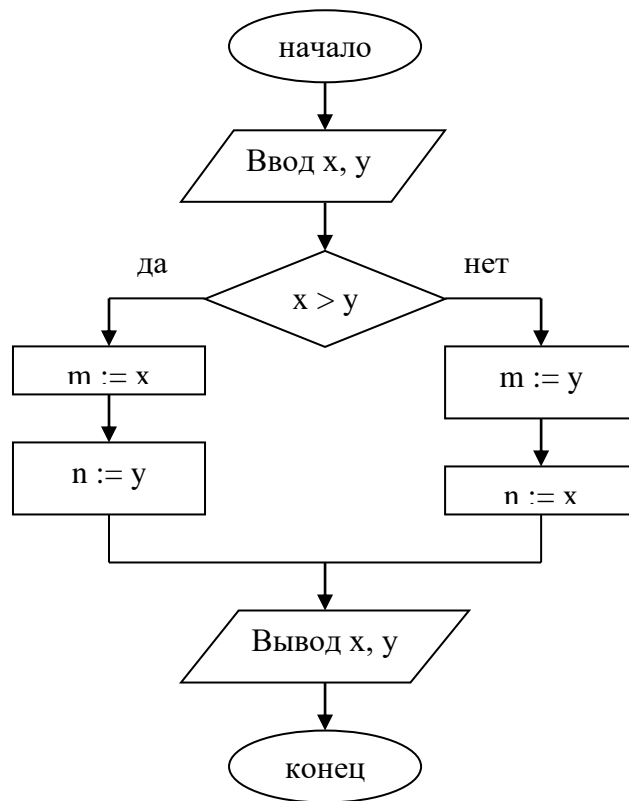 начало
Ввод x, y
да
нет
x > y
m := x
m := y
n := y
n := x
Вывод x, y
конец